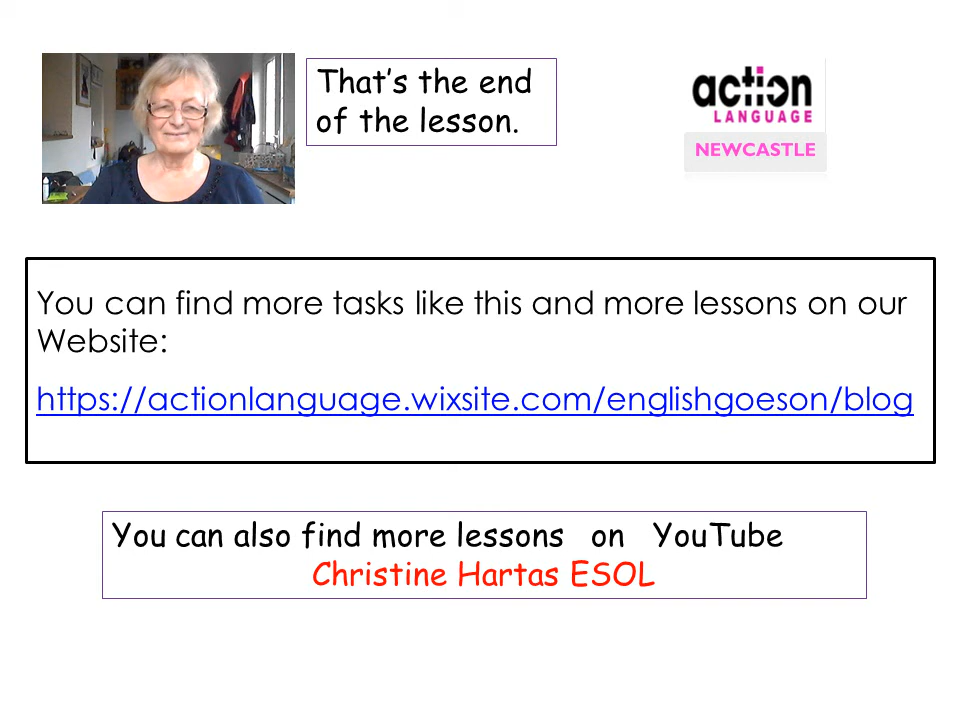 That's the end
of the lesson.
action
LANGUAGE
NEWCASTLE
You can find more tasks like this and more lessons on our
Website:
https://actionlanguage.wixsite.com/englishgoeson/blog
You can also find more lessons on YouTube
Christine Hartas ESOL